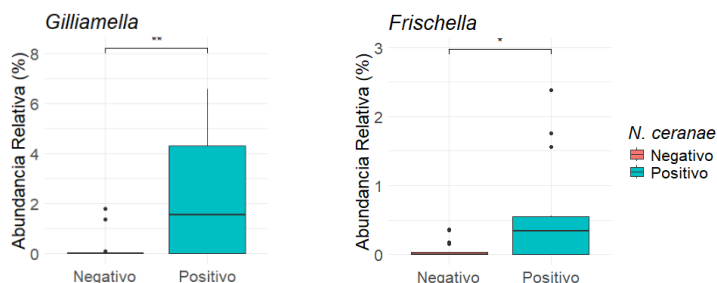 Gilliamella
Abundancia Relativa (%)
8
6
4
2
0
**
Negativo
Positivo
Frischella
Abundancia Relativa (%)
3
2
1
0
*
Negativo
Positivo
N. ceranae
Negativo
Positivo